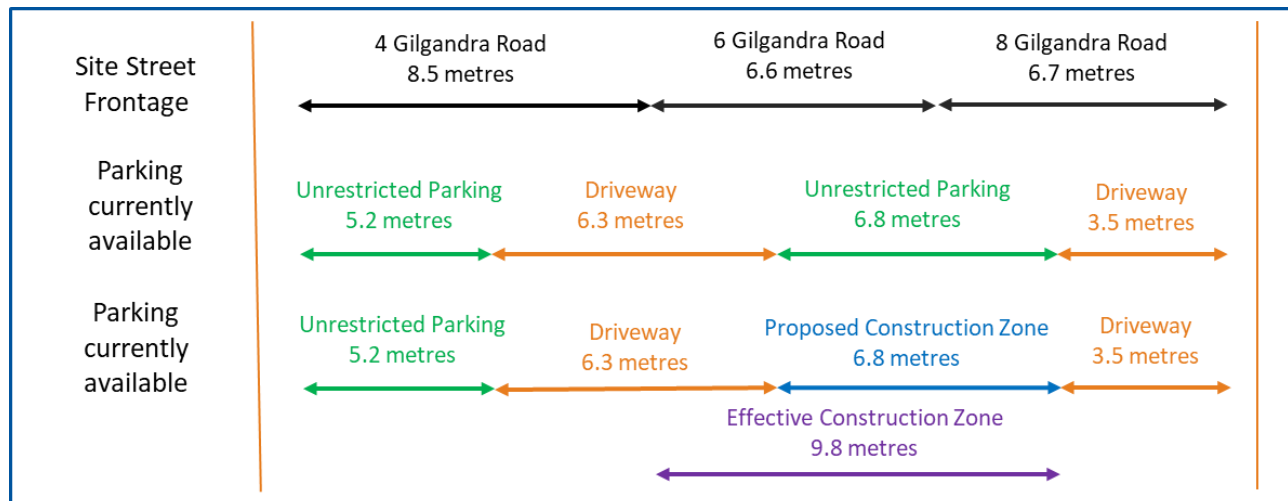 Site Street
Frontage
4 Gilgandra Road
8.5 metres
6 Gilgandra Road
6.6 metres
8 Gilgandra Road
6.7 metres
Parking
currently
available
Unrestricted Parking
5.2 metres
Driveway
6.3 metres
Unrestricted Parking
6.8 metres
Driveway
3.5 metres
Parking
currently
available
Unrestricted Parking
5.2 metres
Driveway
6.3 metres
Proposed Construction Zone
6.8 metres
Driveway
3.5 metres
Effective Construction Zone
9.8 metres